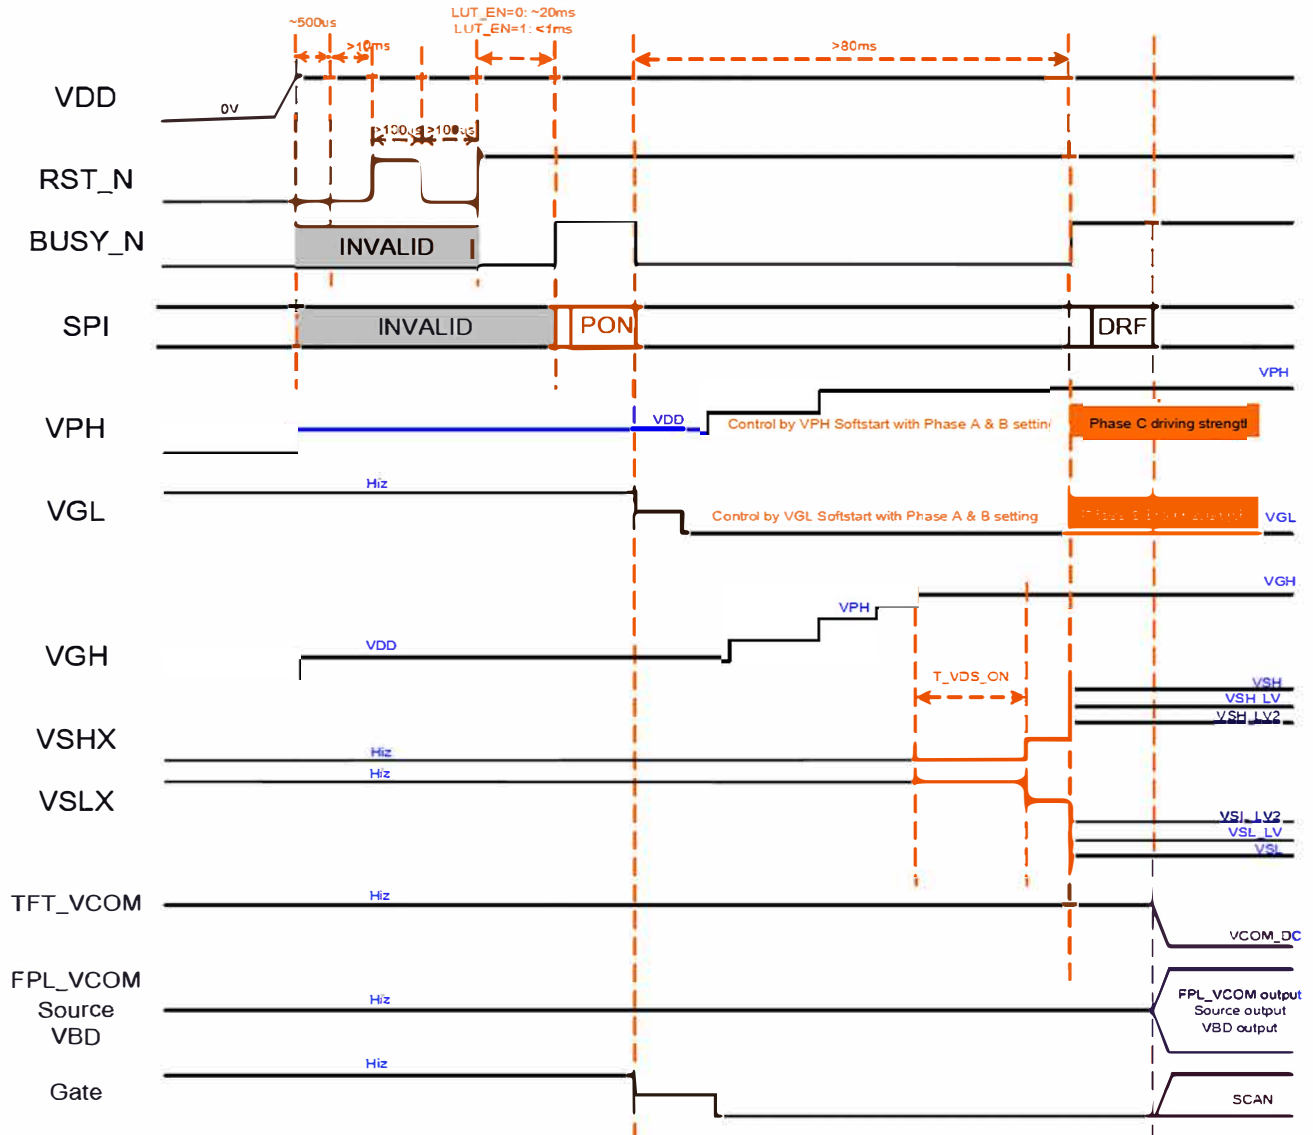 LUT_EN=0: ~20ms
~500us
LUT_EN=1: <1ms
>10ms
>80ms
VDD
0V
>100us
>100us
RST_N
BUSY_N
INVALID
SPI
INVALID
PON
DRF
VPH
VPH
VDD
Control by VPH Softstart with Phase A & B setting
Phase C driving strength
Hiz
VGL
Control by VGL Softstart with Phase A & B setting
VGL
VGH
VPH
VGH
VDD
T_VDS_ON
VSH
VSH_LV
VSH_LV2
VSHX
Hiz
Hiz
VSLX
VSL_LV2
VSL_LV
VSL
Hiz
TFT_VCOM
VCOM_DC
FPL_VCOM
Source
VBD
Hiz
FPL_VCOM output
Source output
VBD output
Hiz
Gate
SCAN